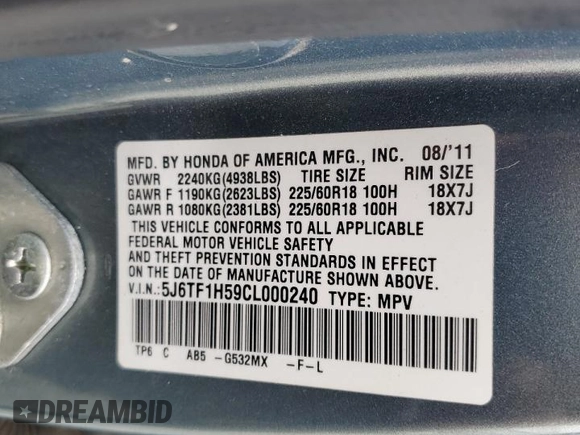 MFD. BY HONDA OF AMERICA MFG., INC. 08/'11
GVWR 2240KG(4938LBS) TIRE SIZE RIM SIZE
GAWR F 1190KG(2623LBS) 225/60R18 100H 18X7J
GAWR R 1080KG(2381LBS) 225/60R18 100H 18X7J
THIS VEHICLE CONFORMS TO ALL APPLICABLE
FEDERAL MOTOR VEHICLE SAFETY
AND THEFT PREVENTION STANDARDS IN EFFECT
ON THE DATE OF MANUFACTURE SHOWN ABOVE.
V.I.N.:5J6TF1H59CL000240 TYPE: MPV
TP6 C AB5 -G532MX -F-L
DREAMBID